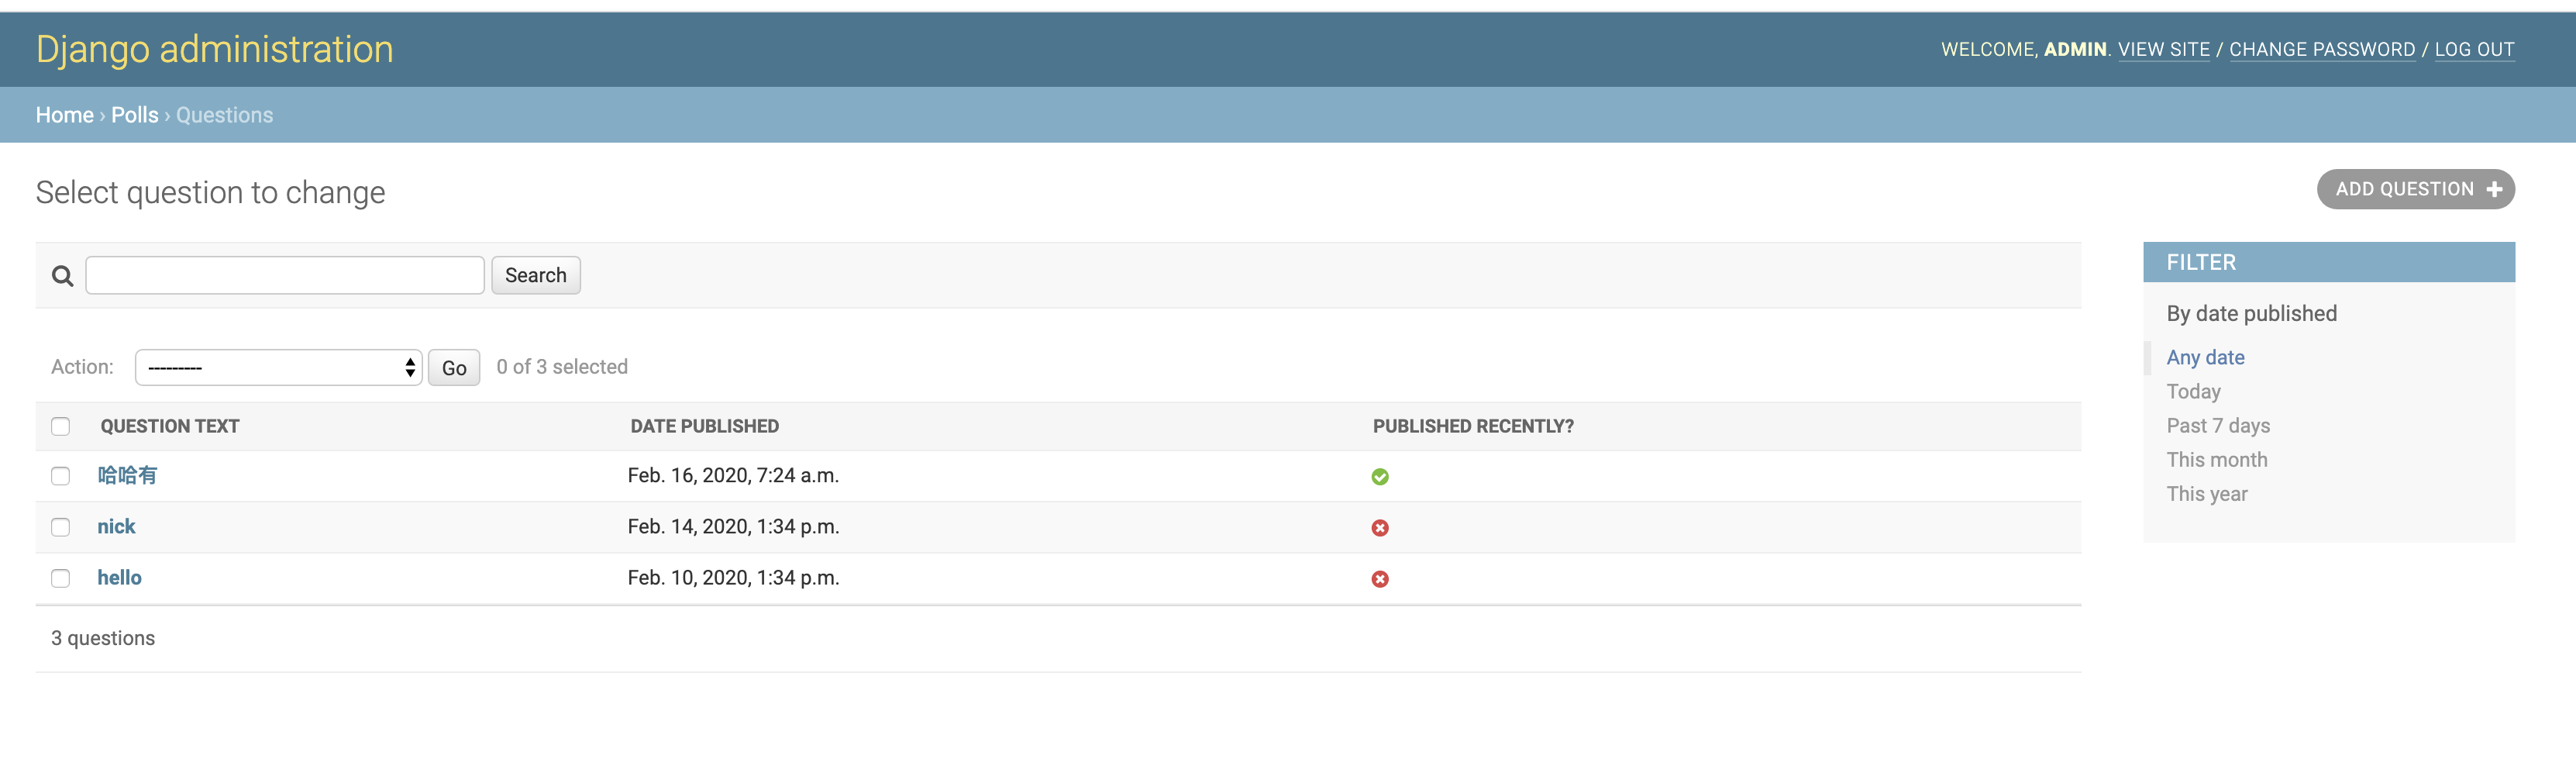 Django administration
WELCOME, ADMIN. VIEW SITE / CHANGE PASSWORD / LOG OUT
Home › Polls › Questions
Select question to change
ADD QUESTION +
Search
Action: --------- Go 0 of 3 selected
QUESTION TEXT DATE PUBLISHED PUBLISHED RECENTLY?
哈哈有 Feb. 16, 2020, 7:24 a.m.
nick Feb. 14, 2020, 1:34 p.m.
hello Feb. 10, 2020, 1:34 p.m.
3 questions
FILTER
By date published
Any date
Today
Past 7 days
This month
This year